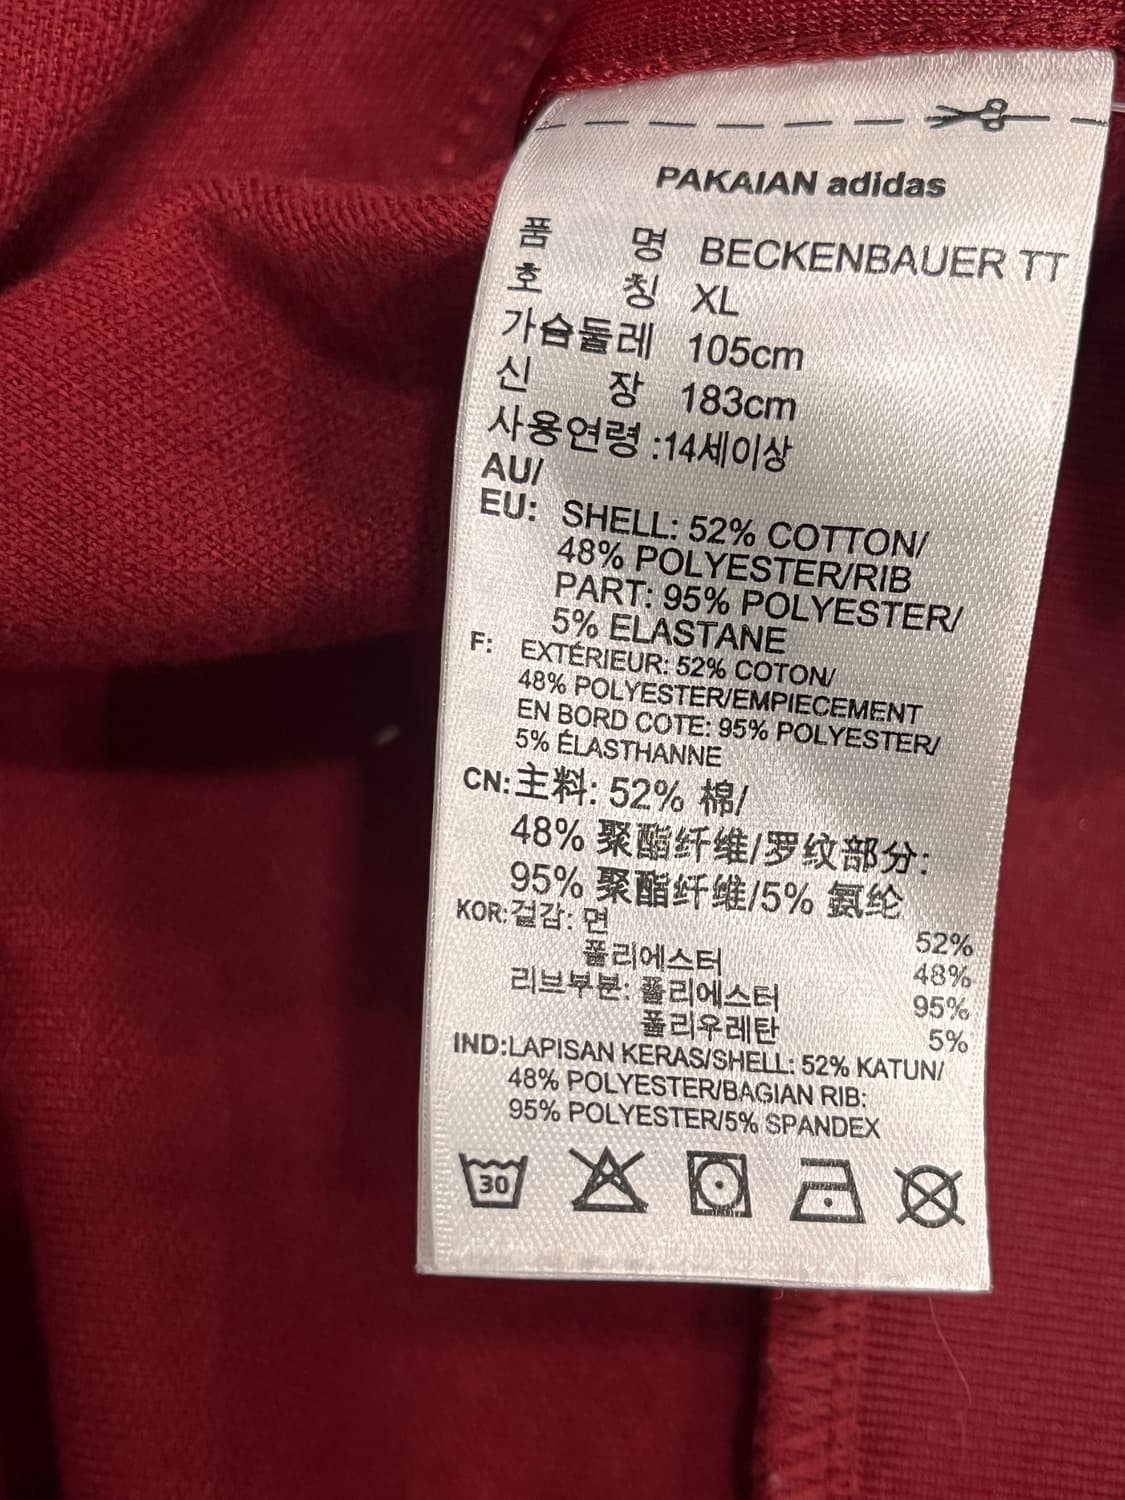 PAKAIAN adidas
품 명 BECKENBAUER TT
호 칭 XL
가슴둘레 105cm
신 장 183cm
사용연령 :14세이상
AU/
EU: SHELL: 52% COTTON/
48% POLYESTER/RIB
PART: 95% POLYESTER/
5% ELASTANE
F: EXTÉRIEUR: 52% COTON/
48% POLYESTER/EMPIECEMENT
EN BORD COTE: 95% POLYESTER/
5% ÉLASTHANNE
CN:主料: 52% 棉/
48% 聚酯纤维/罗纹部分:
95% 聚酯纤维/5% 氨纶
KOR:겉감: 면 52%
폴리에스터 48%
리브부분: 폴리에스터 95%
폴리우레탄 5%
IND:LAPISAN KERAS/SHELL: 52% KATUN/
48% POLYESTER/BAGIAN RIB:
95% POLYESTER/5% SPANDEX
30